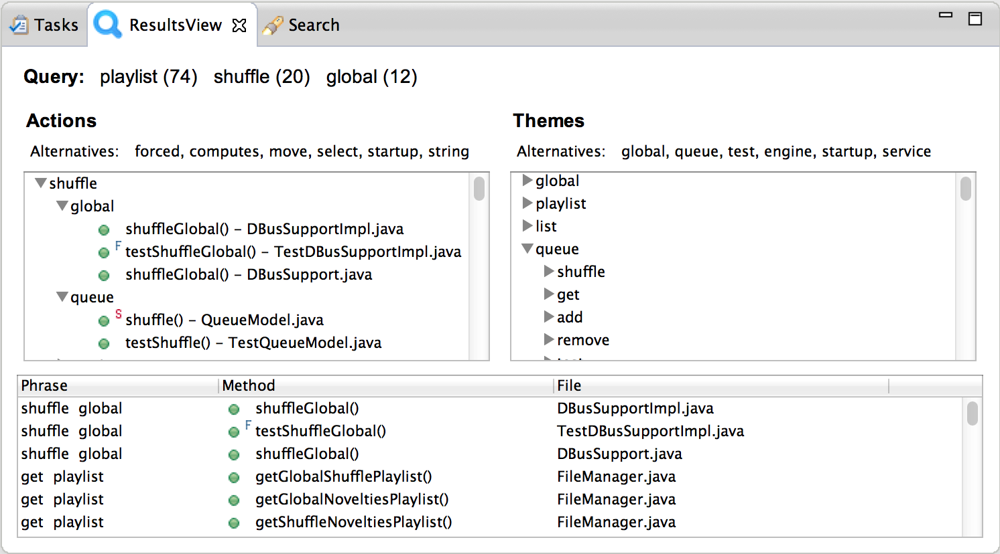 Tasks ResultsView Search
Query: playlist (74) shuffle (20) global (12)
Actions
Alternatives: forced, computes, move, select, startup, string
shuffle
global
shuffleGlobal() – DBusSupportImpl.java
F testShuffleGlobal() – TestDBusSupportImpl.java
shuffleGlobal() – DBusSupport.java
queue
S shuffle() – QueueModel.java
testShuffle() – TestQueueModel.java
Themes
Alternatives: global, queue, test, engine, startup, service
global
playlist
list
queue
shuffle
get
add
remove
Phrase Method File
shuffle global shuffleGlobal() DBusSupportImpl.java
shuffle global F testShuffleGlobal() TestDBusSupportImpl.java
shuffle global shuffleGlobal() DBusSupport.java
get playlist getGlobalShufflePlaylist() FileManager.java
get playlist getGlobalNoveltiesPlaylist() FileManager.java
get playlist getShuffleNoveltiesPlaylist() FileManager.java